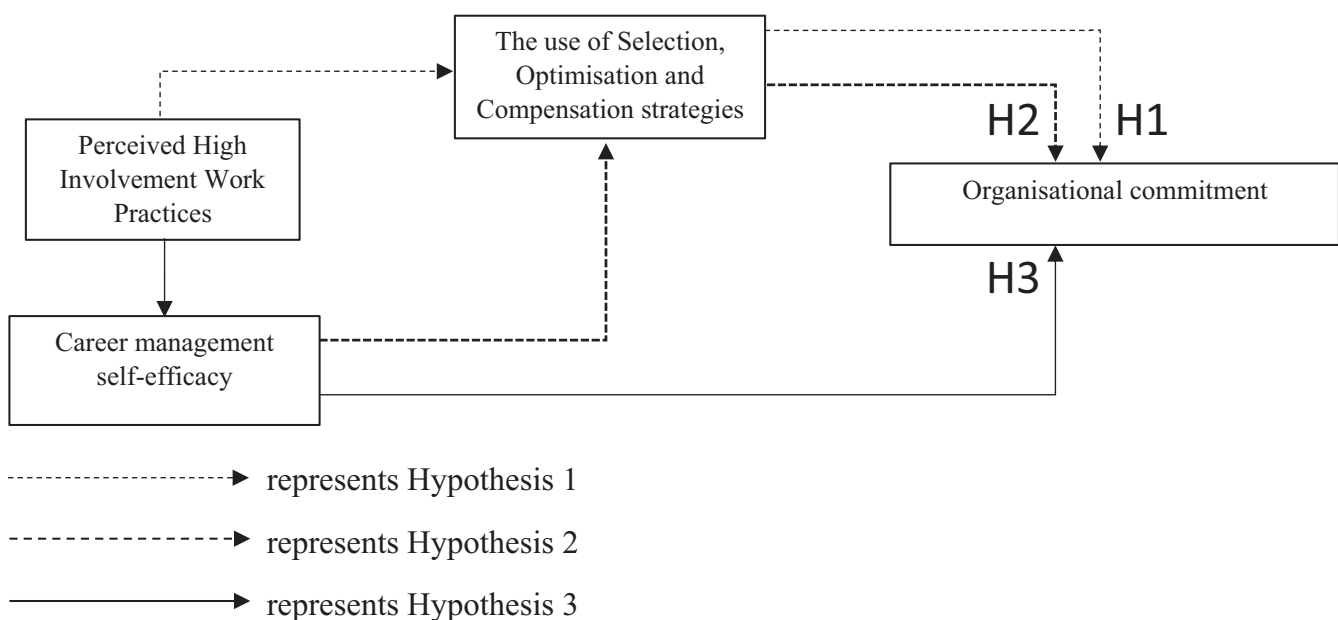 The use of Selection,
Optimisation and
Compensation strategies
H2
H1
Perceived High
Involvement Work
Practices
Organisational commitment
H3
Career management
self-efficacy
represents Hypothesis 1
represents Hypothesis 2
represents Hypothesis 3